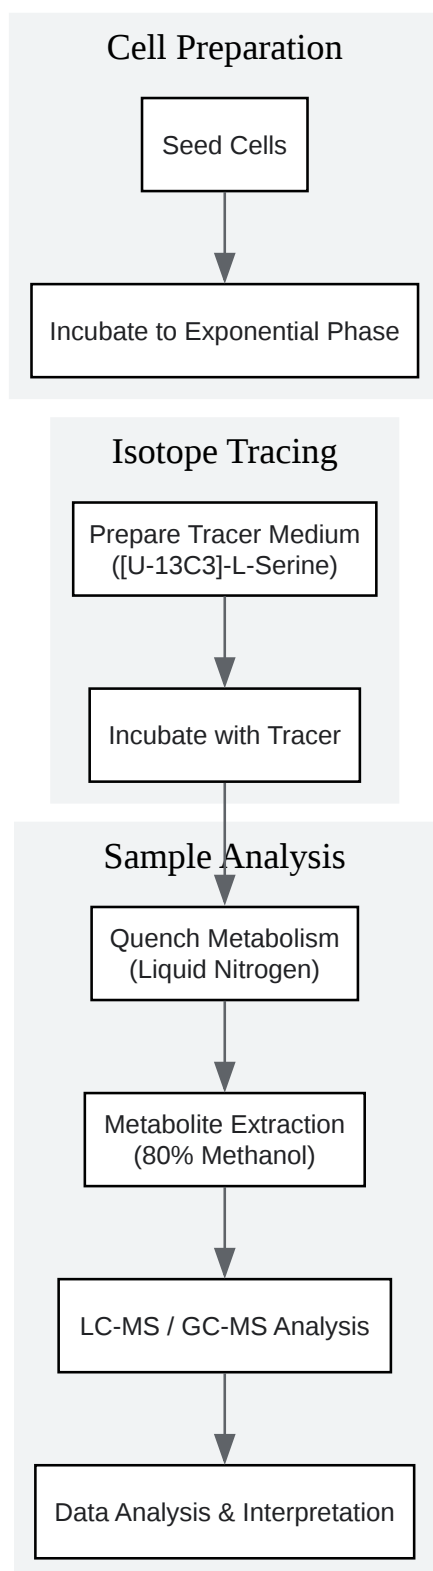 Cell Preparation
Seed Cells
Incubate to Exponential Phase
Isotope Tracing
Prepare Tracer Medium
([U-13C3]-L-Serine)
Incubate with Tracer
Sample Analysis
Quench Metabolism
(Liquid Nitrogen)
Metabolite Extraction
(80% Methanol)
LC-MS / GC-MS Analysis
Data Analysis & Interpretation